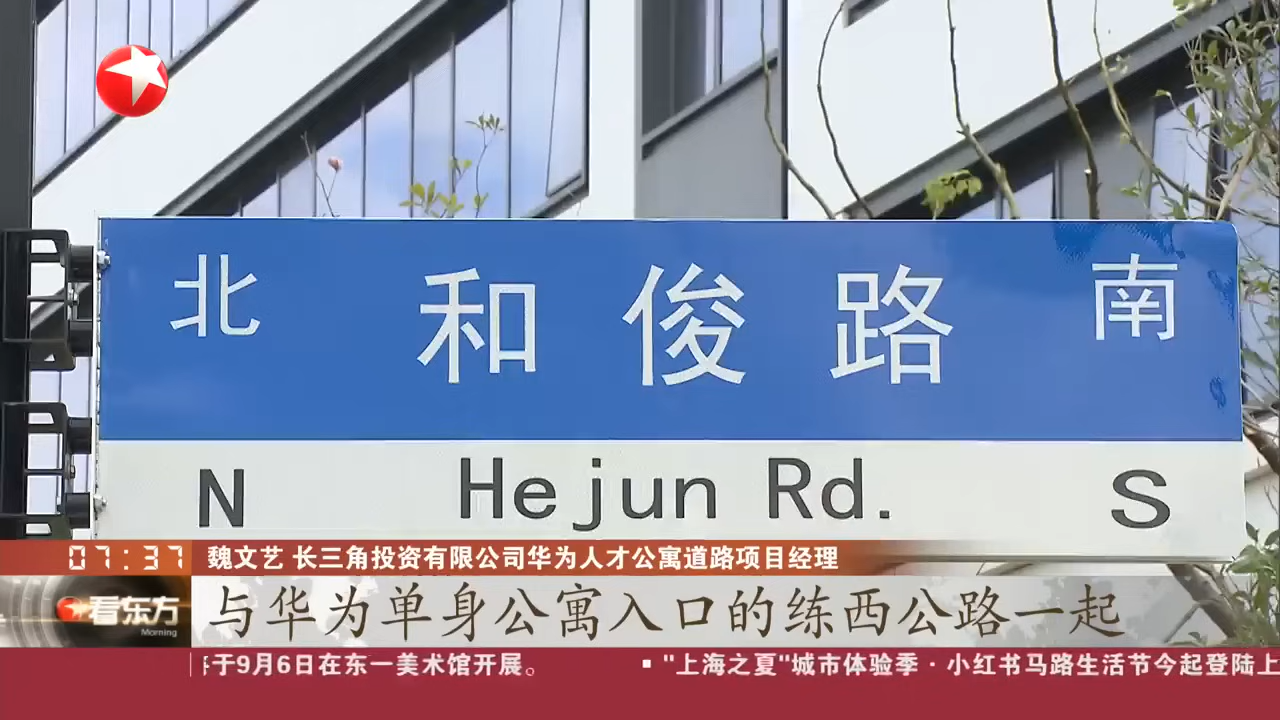 北 和俊路 南
N Hejun Rd. S
07:37 魏文艺 长三角投资有限公司华为人才公寓道路项目经理
看东方 与华为单身公寓入口的练西公路一起
Morning
于9月6日在东一美术馆开展。 ▪"上海之夏"城市体验季·小红书马路生活节今起登陆上